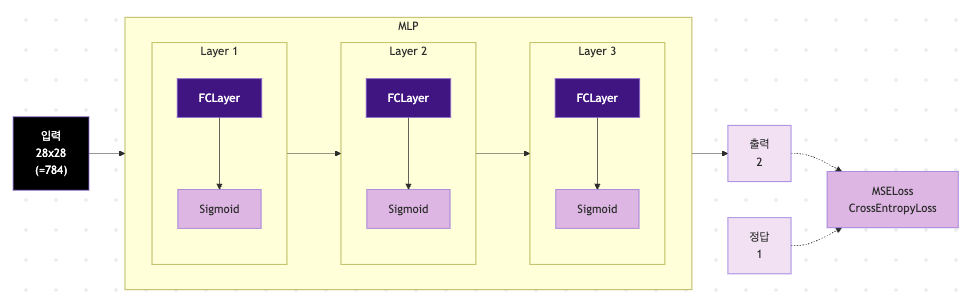 MLP
Layer 1
Layer 2
Layer 3
FCLayer
FCLayer
FCLayer
Sigmoid
Sigmoid
Sigmoid
입력
28x28
(=784)
출력
2
정답
1
MSELoss
CrossEntropyLoss